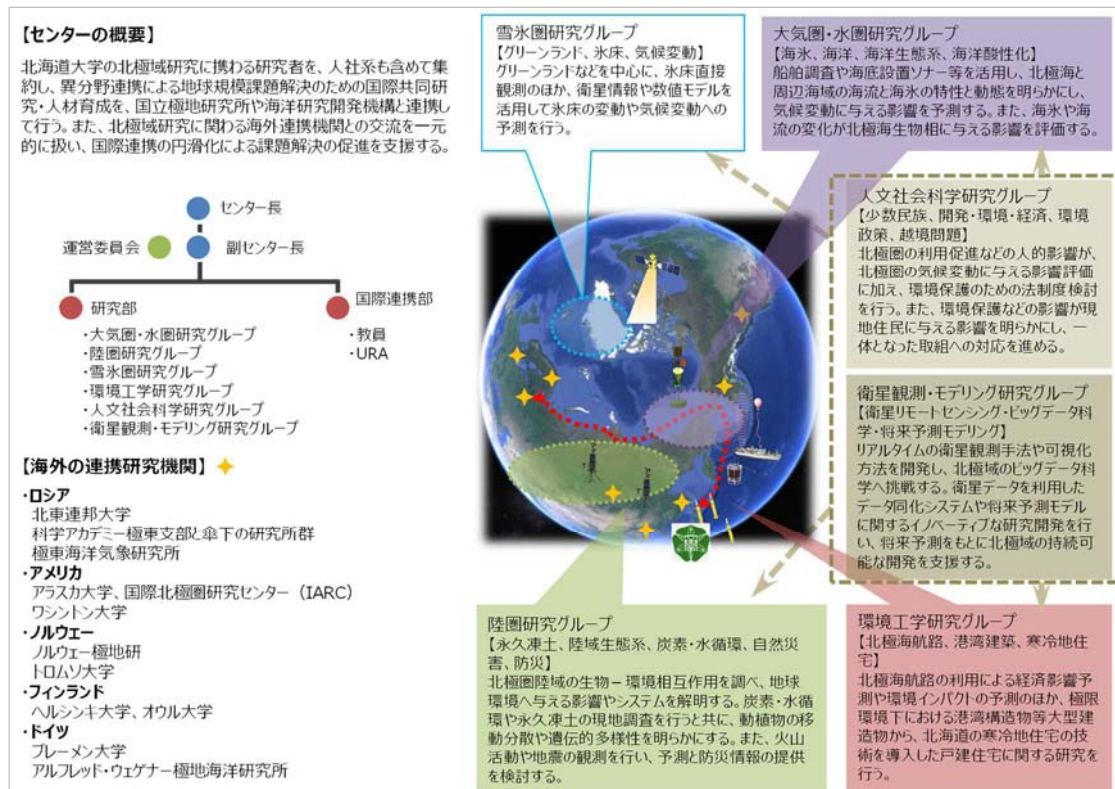 【センターの概要】
北海道大学の北極域研究に携わる研究者を、人社系も含めて集
約し、異分野連携による地球規模課題解決のための国際共同研
究・人材育成を、国立極地研究所や海洋研究開発機構と連携し
て行う。また、北極域研究に関わる海外連携機関との交流を一元
的に扱い、国際連携の円滑化による課題解決の促進を支援する。
センター長
運営委員会
副センター長
研究部
・大気圏・水圏研究グループ
・陸圏研究グループ
・雪氷圏研究グループ
・環境工学研究グループ
・人文社会科学研究グループ
・衛星観測・モデリング研究グループ
国際連携部
・教員
・URA
【海外の連携研究機関】
・ロシア
北東連邦大学
科学アカデミー極東支部と傘下の研究所群
極東海洋気象研究所
・アメリカ
アラスカ大学、国際北極圏研究センター（IARC）
ワシントン大学
・ノルウェー
ノルウェー極地研
トロムソ大学
・フィンランド
ヘルシンキ大学、オウル大学
・ドイツ
ブレーメン大学
アルフレッド・ウェゲナー極地海洋研究所
雪氷圏研究グループ
【グリーンランド、氷床、気候変動】
グリーンランドなどを中心に、氷床直接
観測のほか、衛星情報や数値モデルを
活用して氷床の変動や気候変動への
予測を行う。
大気圏・水圏研究グループ
【海氷、海洋、海洋生態系、海洋酸性化】
船舶調査や海底設置ソナー等を活用し、北極海と
周辺海域の海流と海氷の特性と動態を明らかにし、
気候変動に与える影響を予測する。また、海氷や海
流の変化が北極海生物相に与える影響を評価する。
人文社会科学研究グループ
【少数民族、開発・環境・経済、環境
政策、越境問題】
北極圏の利用促進などの人的影響が、
北極圏の気候変動に与える影響評価
に加え、環境保護のための法制度検討
を行う。また、環境保護などの影響が現
地住民に与える影響を明らかにし、一
体となった取組への対応を進める。
衛星観測・モデリング研究グループ
【衛星リモートセンシング・ビッグデータ科
学・将来予測モデリング】
リアルタイムの衛星観測手法や可視化
方法を開発し、北極域のビッグデータ科
学へ挑戦する。衛星データを利用した
データ同化システムや将来予測モデル
に関するイノベーティブな研究開発を行
い、将来予測をもとに北極域の持続可
能な開発を支援する。
陸圏研究グループ
【永久凍土、陸域生態系、炭素・水循環、自然災
害、防災】
北極圏陸域の生物－環境相互作用を調べ、地球
環境へ与える影響やシステムを解明する。炭素・水循
環や永久凍土の現地調査を行うと共に、動植物の移
動分散や遺伝的多様性を明らかにする。また、火山
活動や地震の観測を行い、予測と防災情報の提供
を検討する。
環境工学研究グループ
【北極海航路、港湾建築、寒冷地住
宅】
北極海航路の利用による経済影響予
測や環境インパクトの予測のほか、極限
環境下における港湾構造物等大型建
造物から、北海道の寒冷地住宅の技
術を導入した戸建住宅に関する研究を
行う。